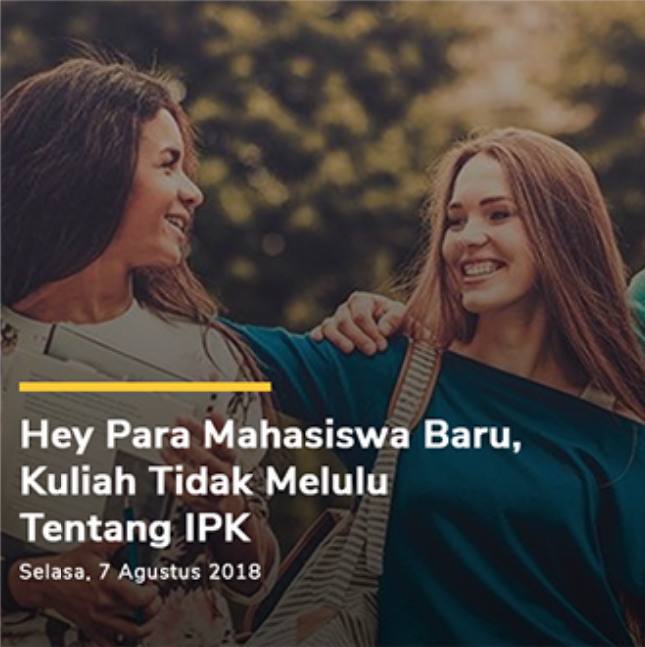 Hey Para Mahasiswa Baru,
Kuliah Tidak Melulu
Tentang IPK
Selasa, 7 Agustus 2018